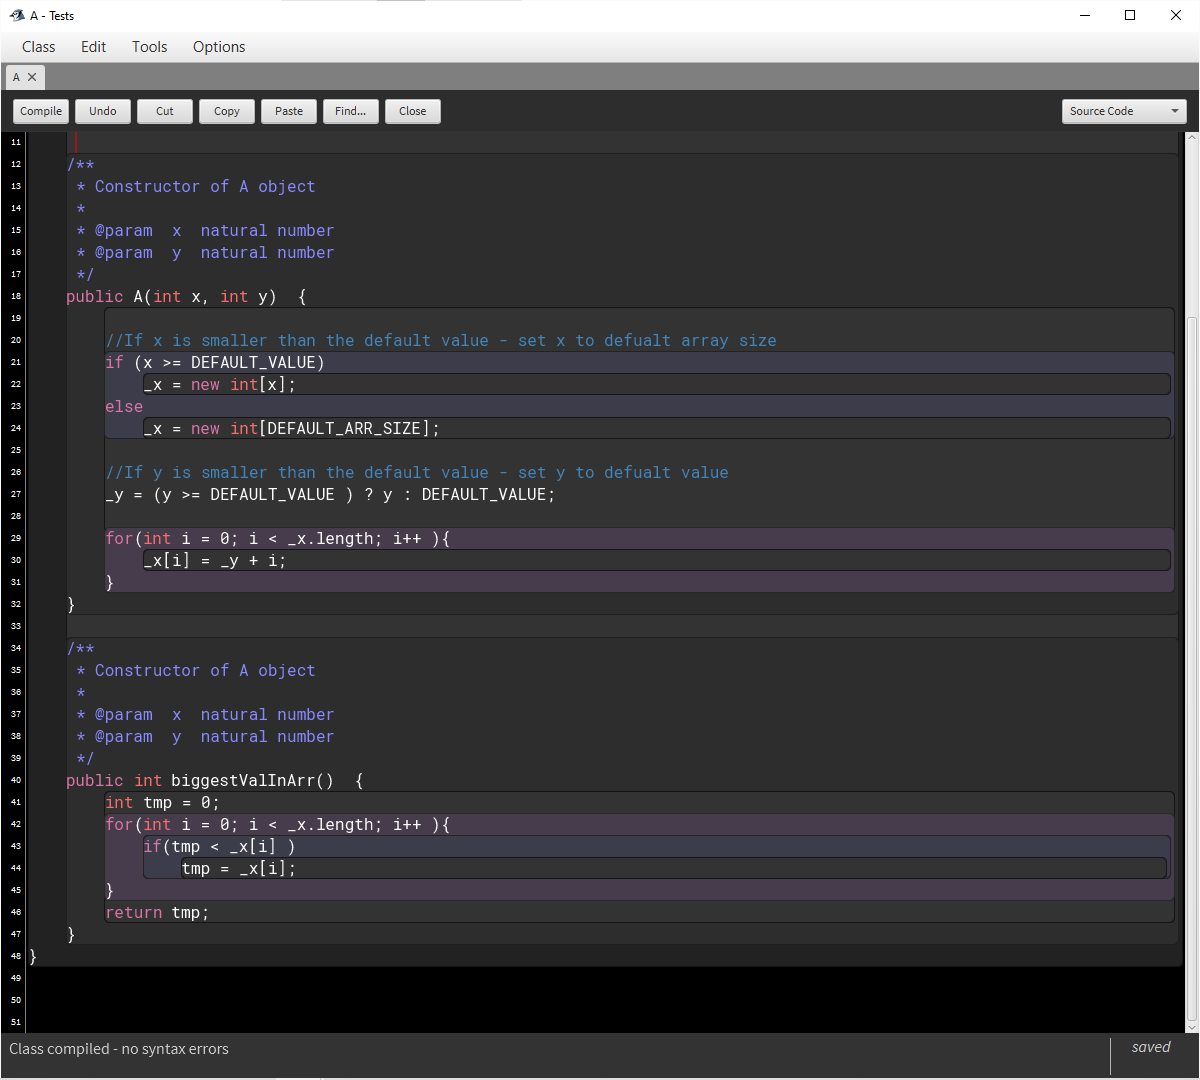 A - Tests
Class Edit Tools Options
A ✕
Compile Undo Cut Copy Paste Find... Close Source Code
11
12 /**
13 * Constructor of A object
14 *
15 * @param x natural number
16 * @param y natural number
17 */
18 public A(int x, int y) {
19
20 //If x is smaller than the default value - set x to defualt array size
21 if (x >= DEFAULT_VALUE)
22 _x = new int[x];
23 else
24 _x = new int[DEFAULT_ARR_SIZE];
25
26 //If y is smaller than the default value - set y to defualt value
27 _y = (y >= DEFAULT_VALUE ) ? y : DEFAULT_VALUE;
28
29 for(int i = 0; i < _x.length; i++ ){
30 _x[i] = _y + i;
31 }
32 }
33
34 /**
35 * Constructor of A object
36 *
37 * @param x natural number
38 * @param y natural number
39 */
40 public int biggestValInArr() {
41 int tmp = 0;
42 for(int i = 0; i < _x.length; i++ ){
43 if(tmp < _x[i] )
44 tmp = _x[i];
45 }
46 return tmp;
47 }
48 }
49
50
51
Class compiled - no syntax errors saved